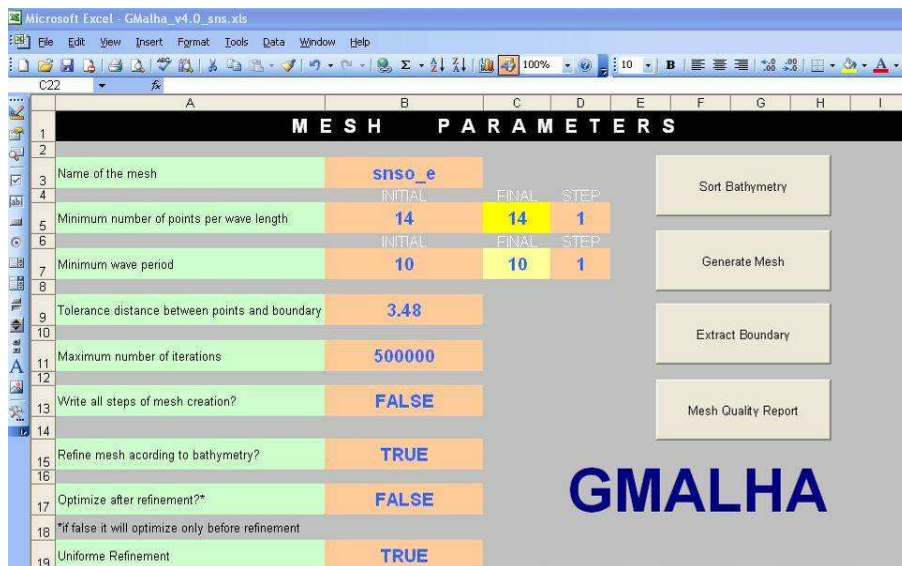 Microsoft Excel - GMalha_v4.0_sns.xls
File Edit View Insert Format Tools Data Window Help
100% 10 B A
C22 fx
A B C D E F G H I
1 MESH PARAMETERS
2
3 Name of the mesh snso_e Sort Bathymetry
4 INITIAL FINAL STEP
5 Minimum number of points per wave length 14 14 1
6 INITIAL FINAL STEP
7 Minimum wave period 10 10 1 Generate Mesh
8
9 Tolerance distance between points and boundary 3.48
10 Extract Boundary
11 Maximum number of iterations 500000
12
13 Write all steps of mesh creation? FALSE Mesh Quality Report
14
15 Refine mesh acording to bathymetry? TRUE
16
17 Optimize after refinement?* FALSE GMALHA
18 *if false it will optimize only before refinement
19 Uniforme Refinement TRUE